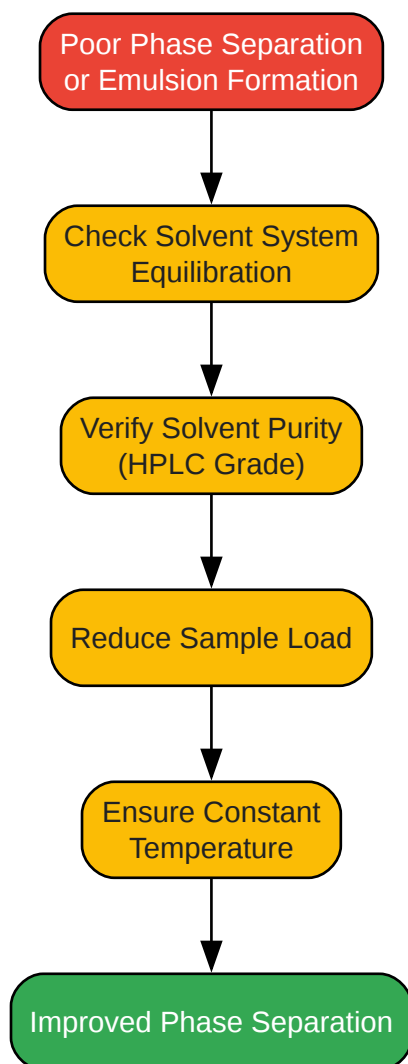 Poor Phase Separation
or Emulsion Formation
Check Solvent System
Equilibration
Verify Solvent Purity
(HPLC Grade)
Reduce Sample Load
Ensure Constant
Temperature
Improved Phase Separation